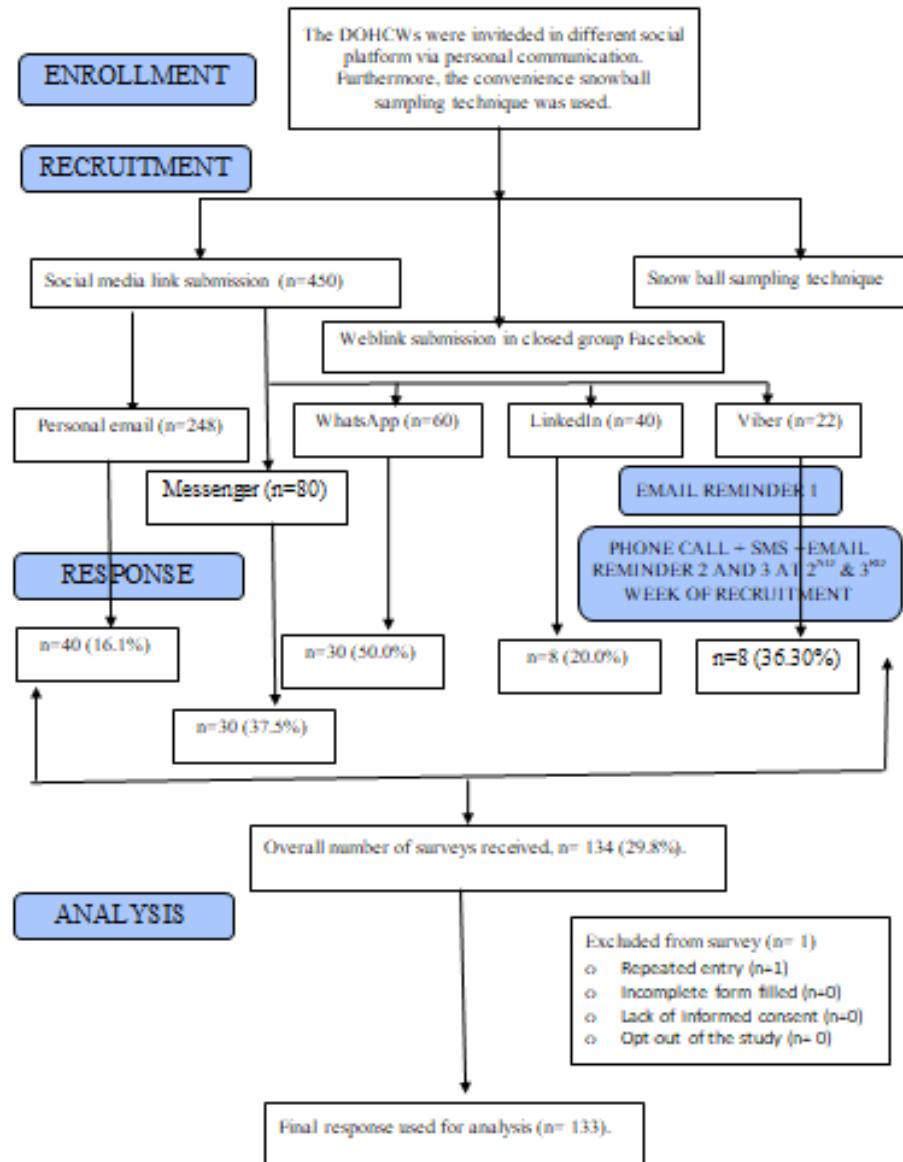 The DOHCWs were inviteded in different social
platform via personal communication.
Furthermore, the convenience snowball
sampling technique was used.
ENROLLMENT
RECRUITMENT
Social media link submission (n=450)
Snow ball sampling technique
Weblink submission in closed group Facebook
Personal email (n=248)
WhatsApp (n=60)
LinkedIn (n=40)
Viber (n=22)
Messenger (n=80)
EMAIL REMINDER 1
PHONE CALL + SMS +EMAIL
REMINDER 2 AND 3 AT 2ND & 3RD
WEEK OF RECRUITMENT
RESPONSE
n=40 (16.1%)
n=30 (50.0%)
n=8 (20.0%)
n=8 (36.30%)
n=30 (37.5%)
Overall number of surveys received, n= 134 (29.8%).
ANALYSIS
Excluded from survey (n= 1)
o Repeated entry (n=1)
o Incomplete form filled (n=0)
o Lack of informed consent (n=0)
o Opt out of the study (n= 0)
Final response used for analysis (n= 133).